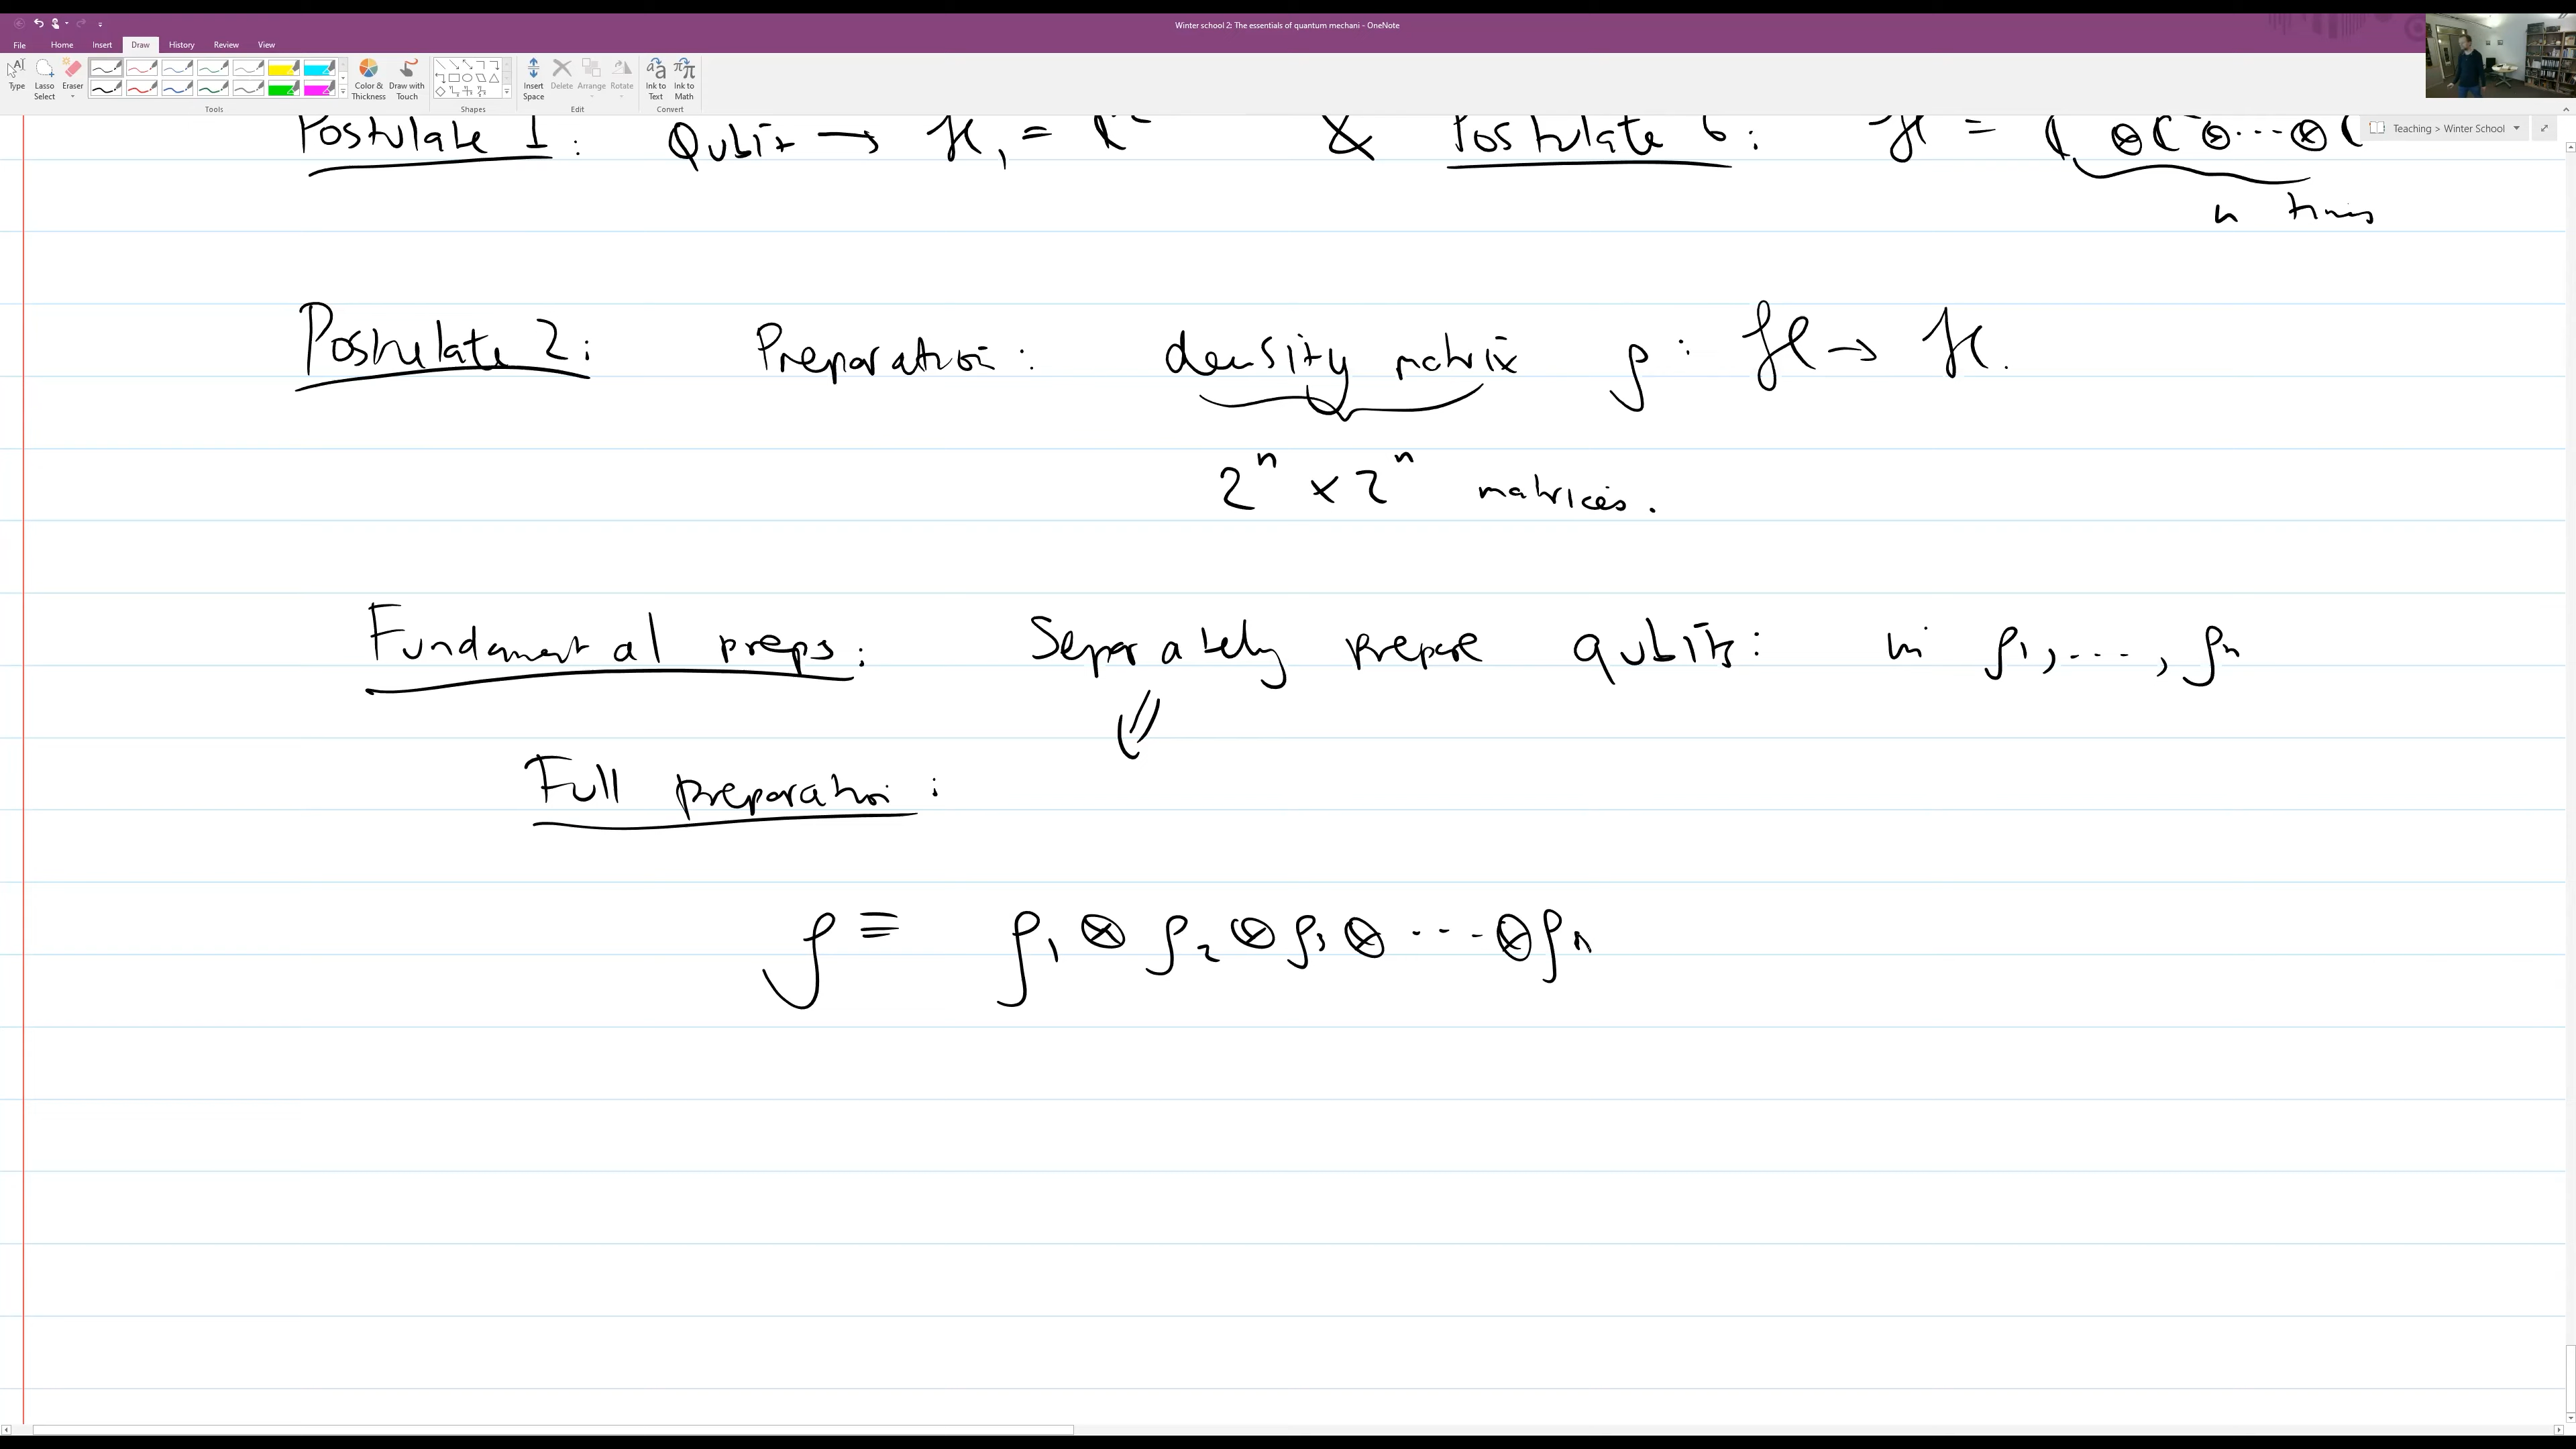 Winter school 2: The essentials of quantum mechani - OneNote
File Home Insert Draw History Review View
Type Lasso Select Eraser Color & Thickness Draw with Touch Insert Space Delete Arrange Rotate Ink to Text Ink to Math
Tools Shapes Edit Convert
Teaching > Winter School
Postulate 1: Qubit → ℋ₁ = ℂ² & Postulate 6: ℋ = ℂ²⊗ℂ²⊗···⊗ℂ
n times
Postulate 2: Preparation: density matrix ρ: ℋ → ℋ.
2ⁿ × 2ⁿ matrices.
Fundamental preps: Separately prepare qubits: in ρ₁, ...., ρₙ
⇓
Full preparation:
ρ ≡ ρ₁ ⊗ ρ₂ ⊗ ρ₃ ⊗ ···· ⊗ ρₙ